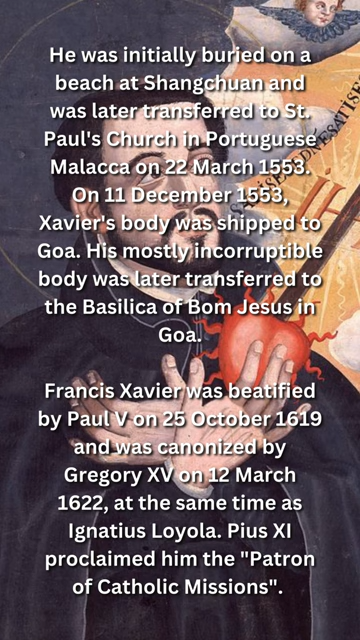 He was initially buried on a
beach at Shangchuan and
was later transferred to St.
Paul's Church in Portuguese
Malacca on 22 March 1553.
On 11 December 1553,
Xavier's body was shipped to
Goa. His mostly incorruptible
body was later transferred to
the Basilica of Bom Jesus in
Goa.
Francis Xavier was beatified
by Paul V on 25 October 1619
and was canonized by
Gregory XV on 12 March
1622, at the same time as
Ignatius Loyola. Pius XI
proclaimed him the "Patron
of Catholic Missions".